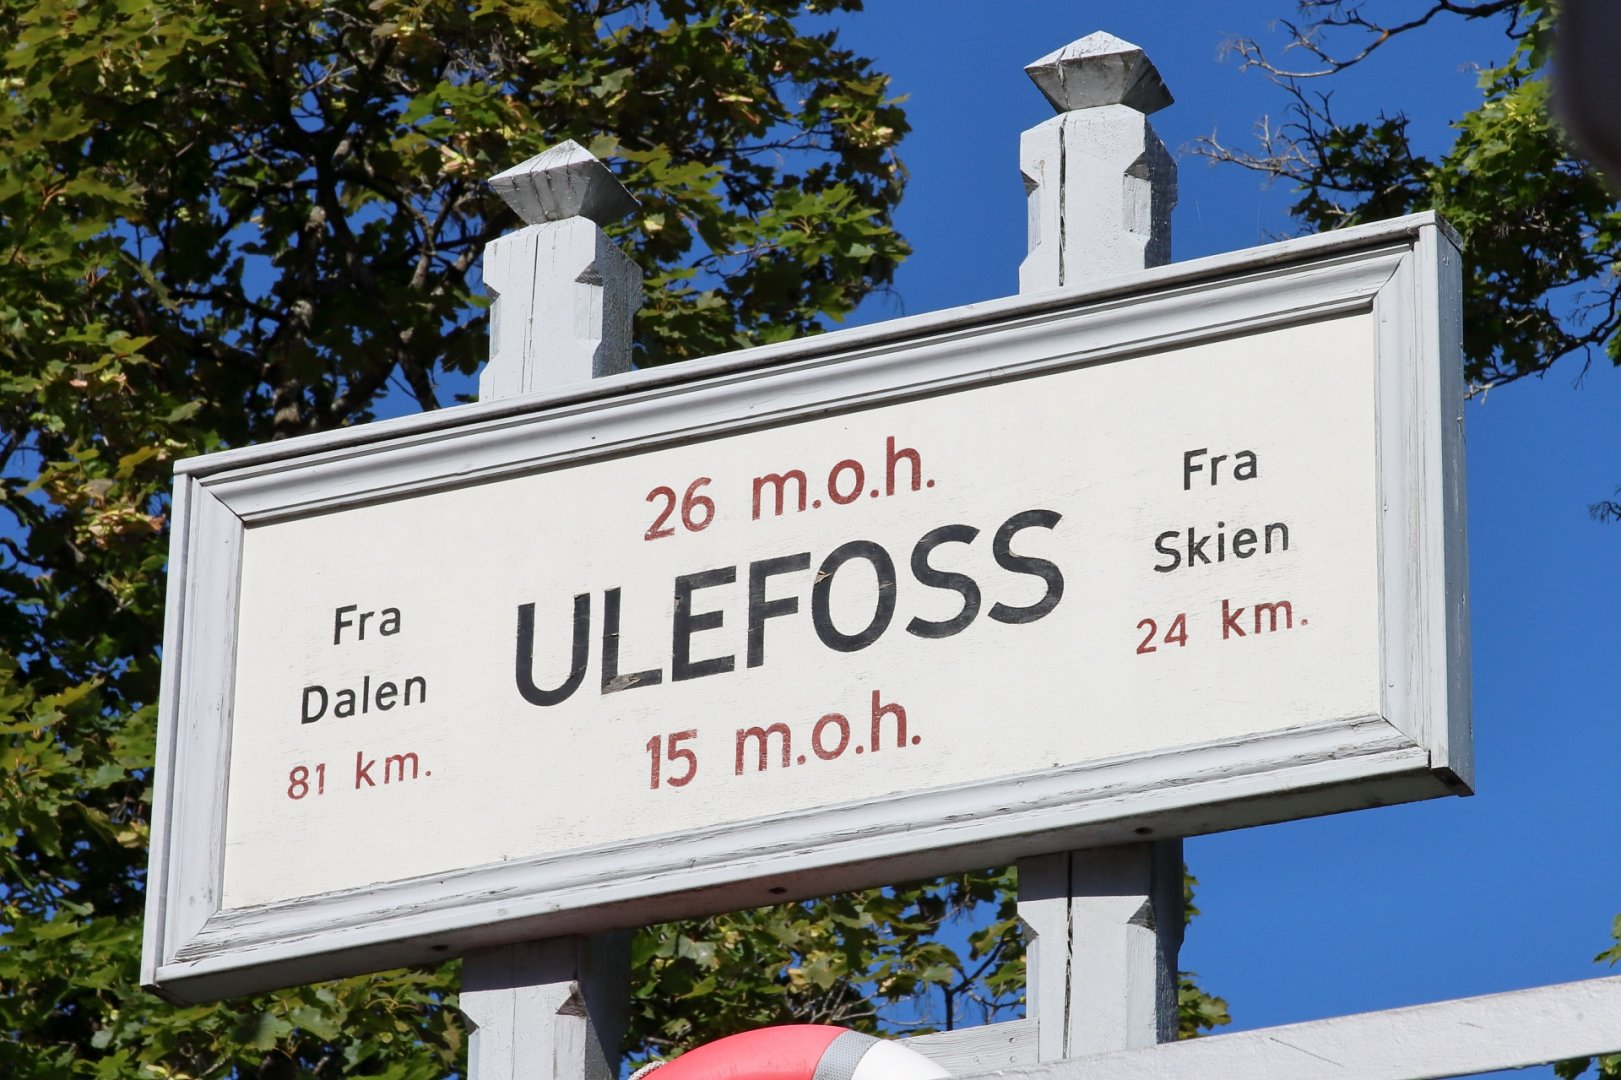 26 m.o.h.
ULEFOSS
15 m.o.h.
Fra
Dalen
81 km.
Fra
Skien
24 km.